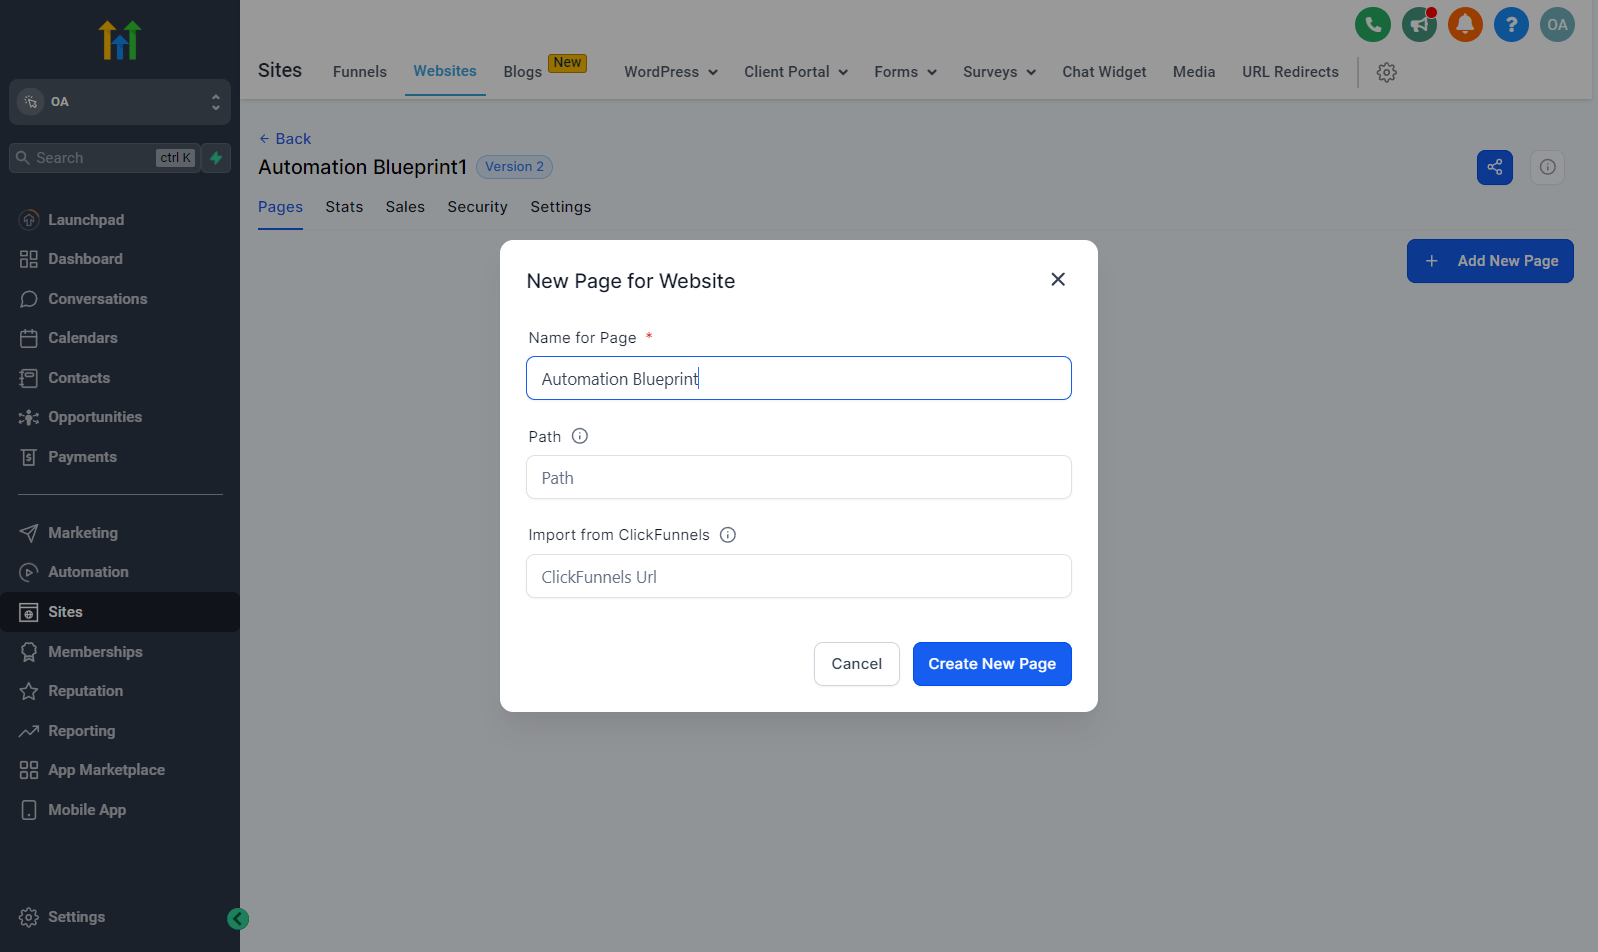 OA
Search
ctrl K
Launchpad
Dashboard
Conversations
Calendars
Contacts
Opportunities
Payments
Marketing
Automation
Sites
Memberships
Reputation
Reporting
App Marketplace
Mobile App
Settings
?
OA
Sites
Funnels
Websites
Blogs
New
WordPress
Client Portal
Forms
Surveys
Chat Widget
Media
URL Redirects
Back
Automation Blueprint1
Version 2
Pages
Stats
Sales
Security
Settings
+ Add New Page
New Page for Website
Name for Page *
Automation Blueprint
Path
Path
Import from ClickFunnels
ClickFunnels Url
Cancel
Create New Page